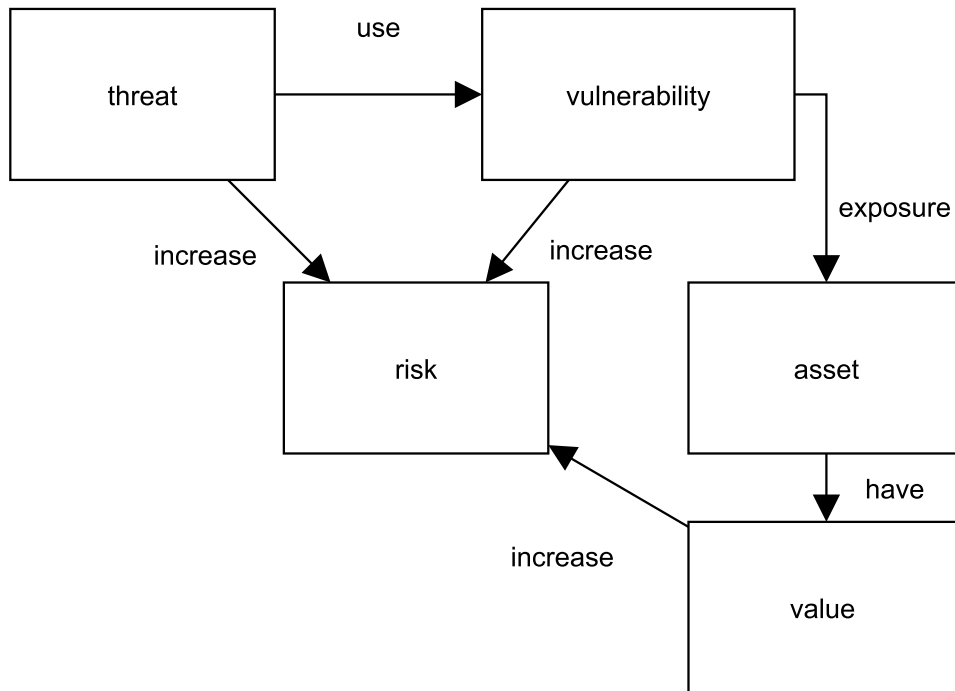 use
threat
vulnerability
exposure
increase
increase
risk
asset
have
increase
value